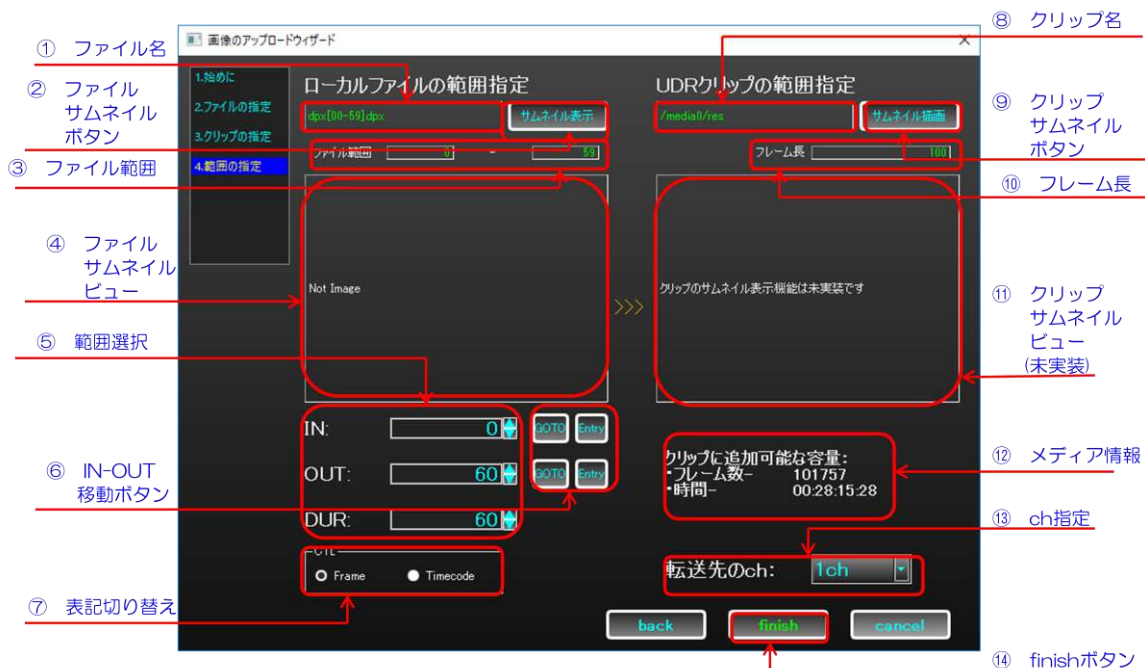 ① ファイル名
② ファイル
サムネイル
ボタン
③ ファイル範囲
④ ファイル
サムネイル
ビュー
⑤ 範囲選択
⑥ IN-OUT
移動ボタン
⑦ 表記切り替え
画像のアップロードウィザード
1.始めに
2.ファイルの指定
3.クリップの指定
4.範囲の指定
ローカルファイルの範囲指定
dpx[00-59].dpx
サムネイル表示
ファイル範囲 0 - 59
Not Image
>>>
IN: 0 GOTO Entry
OUT: 60 GOTO Entry
DUR: 60
CTL
Frame Timecode
UDRクリップの範囲指定
/media0/res
サムネイル描画
フレーム長 100
クリップのサムネイル表示機能は未実装です
クリップに追加可能な容量:
・フレーム数- 101757
・時間- 00:28:15:28
転送先のch: 1ch
back finish cancel
⑧ クリップ名
⑨ クリップ
サムネイル
ボタン
⑩ フレーム長
⑪ クリップ
サムネイル
ビュー
(未実装)
⑫ メディア情報
⑬ ch指定
⑭ finishボタン